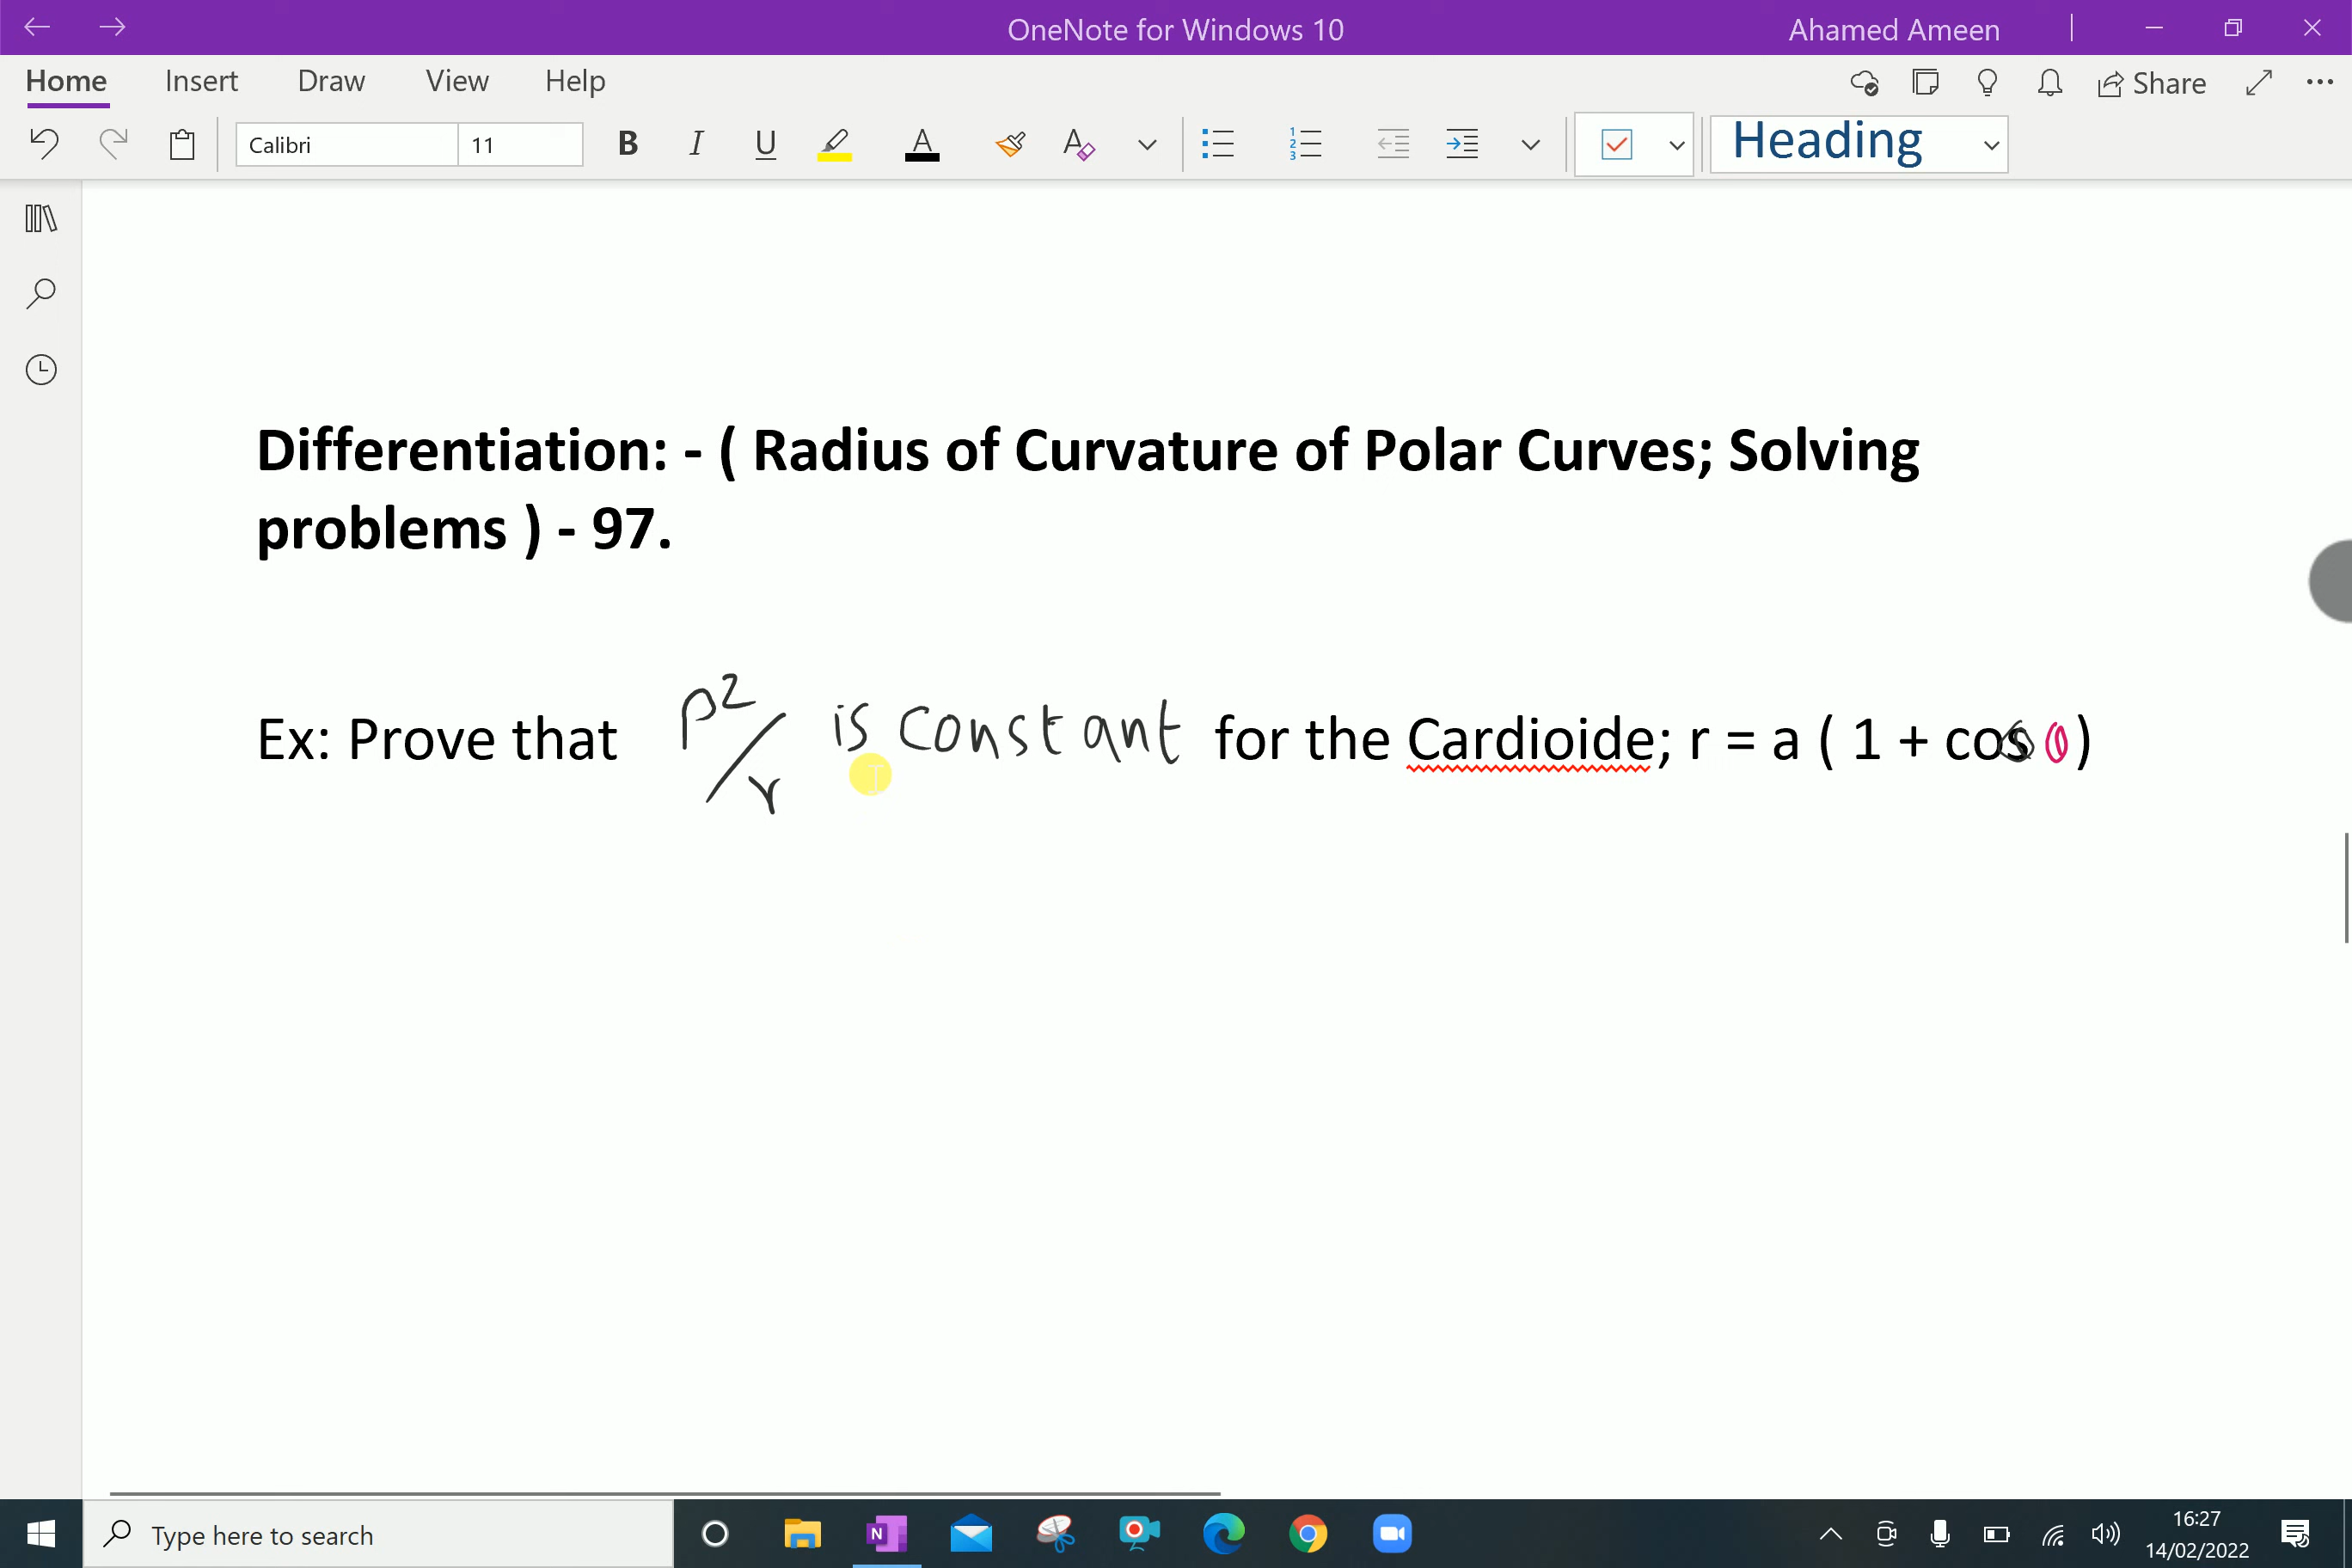 OneNote for Windows 10 Ahamed Ameen
Home Insert Draw View Help Share
Calibri 11 B I U A A Heading
Differentiation: - ( Radius of Curvature of Polar Curves; Solving
problems ) - 97.
Ex: Prove that ρ²/r is constant for the Cardioide; r = a ( 1 + cos θ)
Type here to search 16:27
14/02/2022